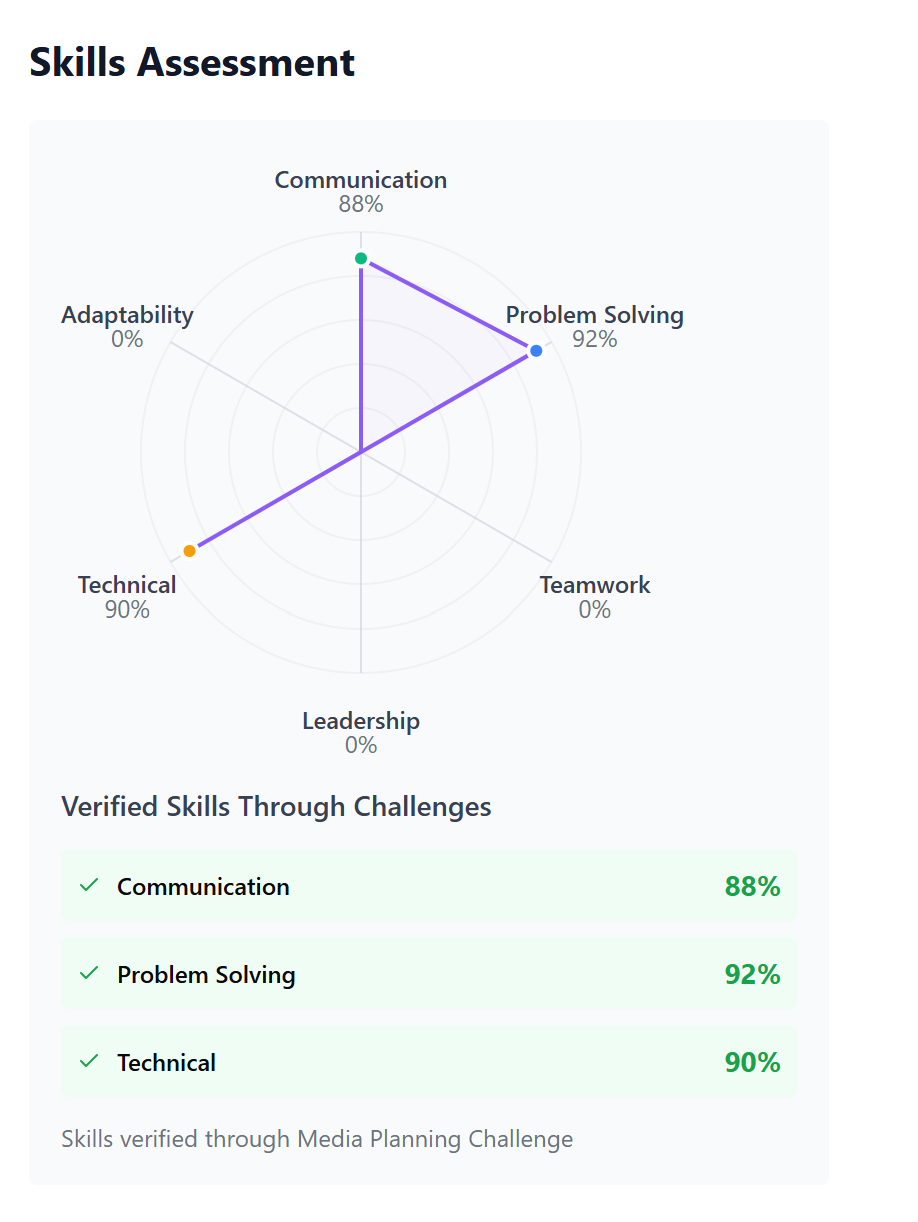 Skills Assessment
Communication
88%
Adaptability
0%
Problem Solving
92%
Technical
90%
Teamwork
0%
Leadership
0%
Verified Skills Through Challenges
Communication 88%
Problem Solving 92%
Technical 90%
Skills verified through Media Planning Challenge